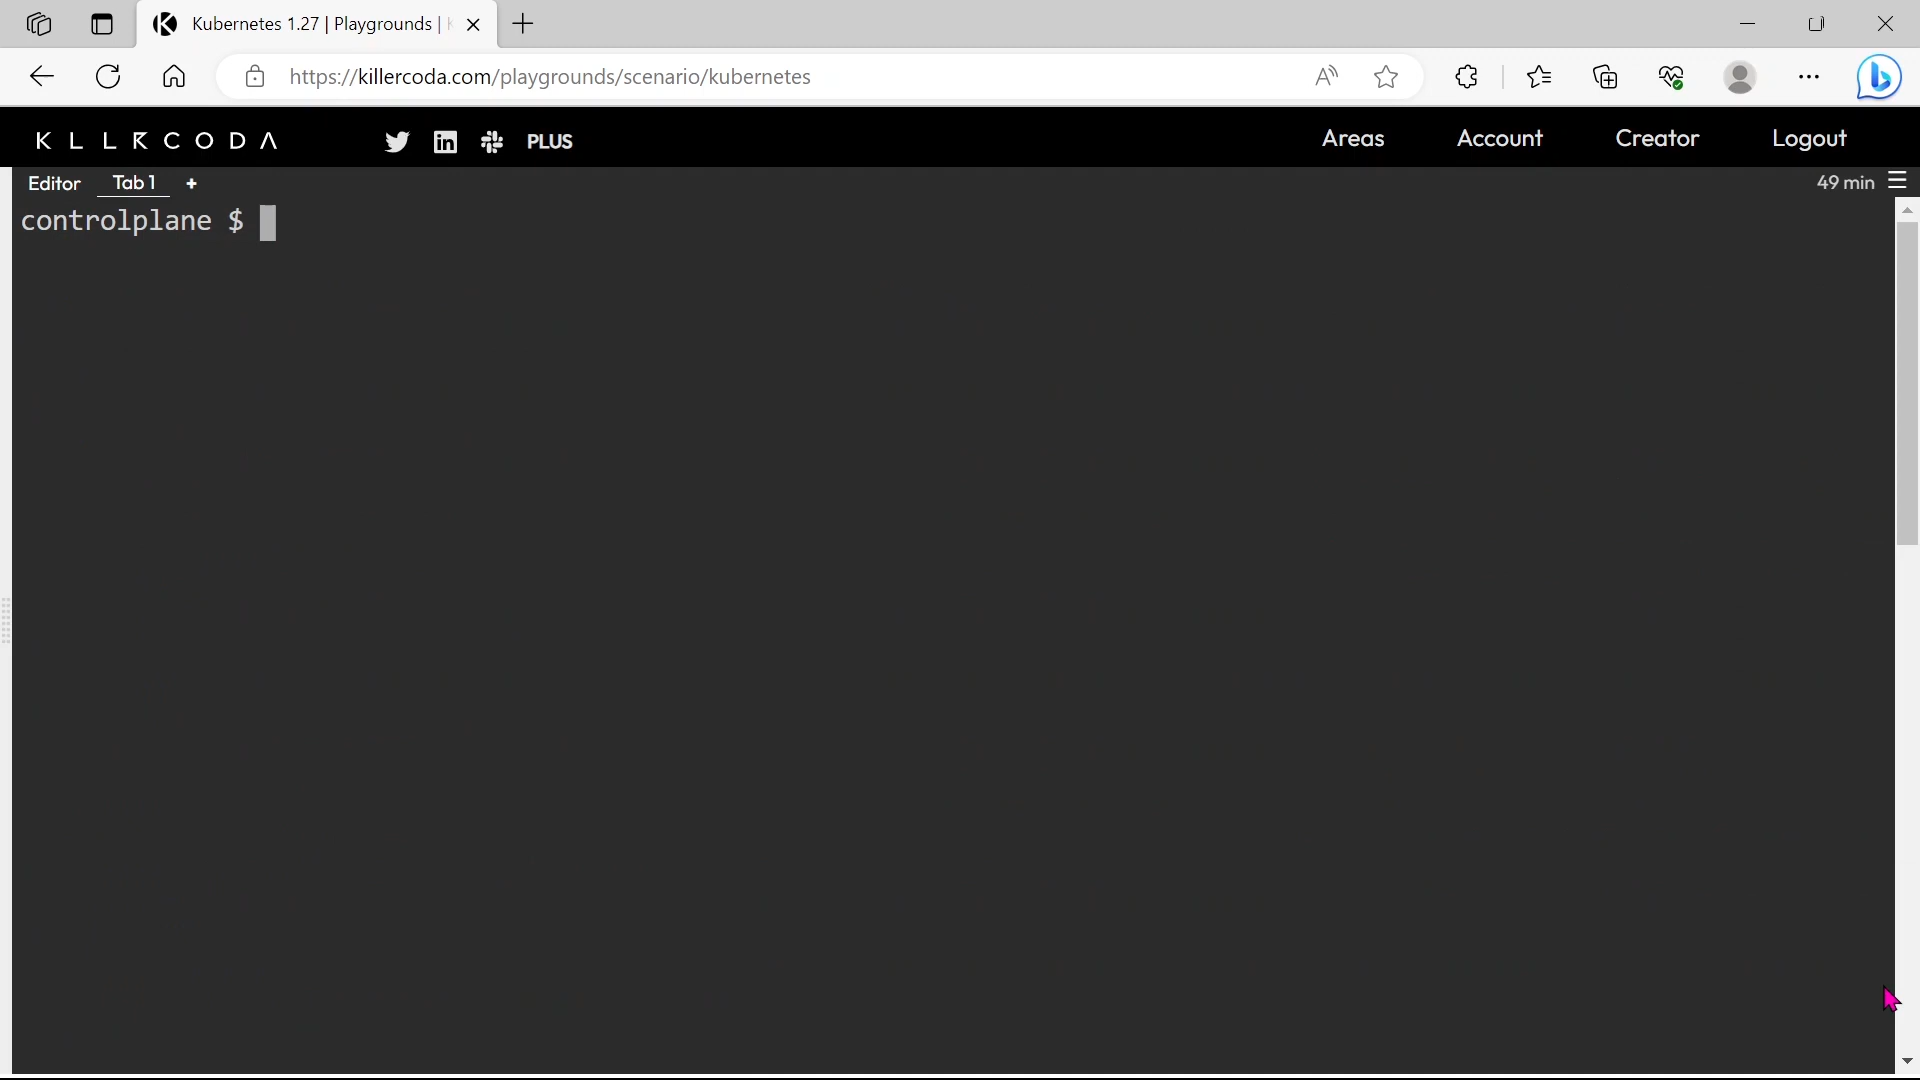 Kubernetes 1.27 | Playgrounds |
https://killercoda.com/playgrounds/scenario/kubernetes
KLLRCODA PLUS Areas Account Creator Logout
Editor Tab 1 + 49 min
controlplane $